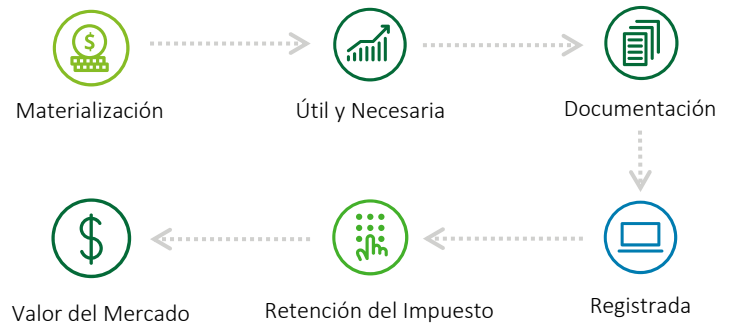 $
Materialización
Útil y Necesaria
Documentación
$
Valor del Mercado
Retención del Impuesto
Registrada